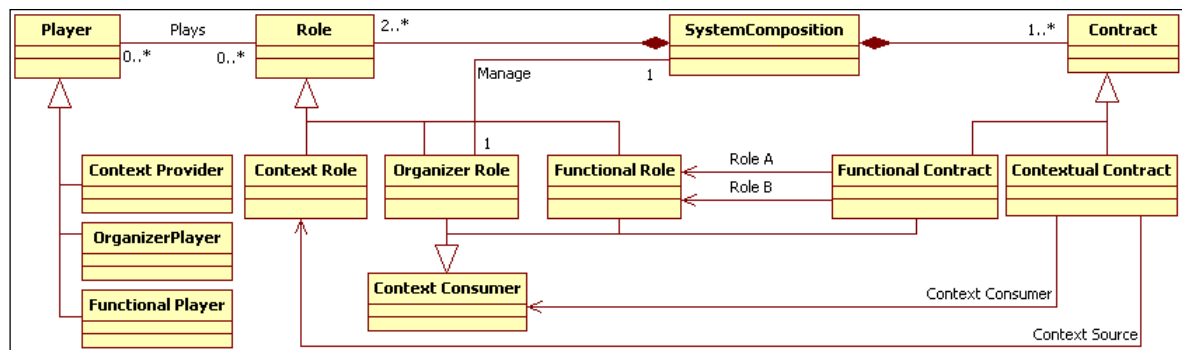 Player
Plays
0..*
0..*
Role
2..*
SystemComposition
1..*
Contract
Manage
1
1
Context Provider
Context Role
Organizer Role
Functional Role
Role A
Role B
Functional Contract
Contextual Contract
OrganizerPlayer
Functional Player
Context Consumer
Context Consumer
Context Source